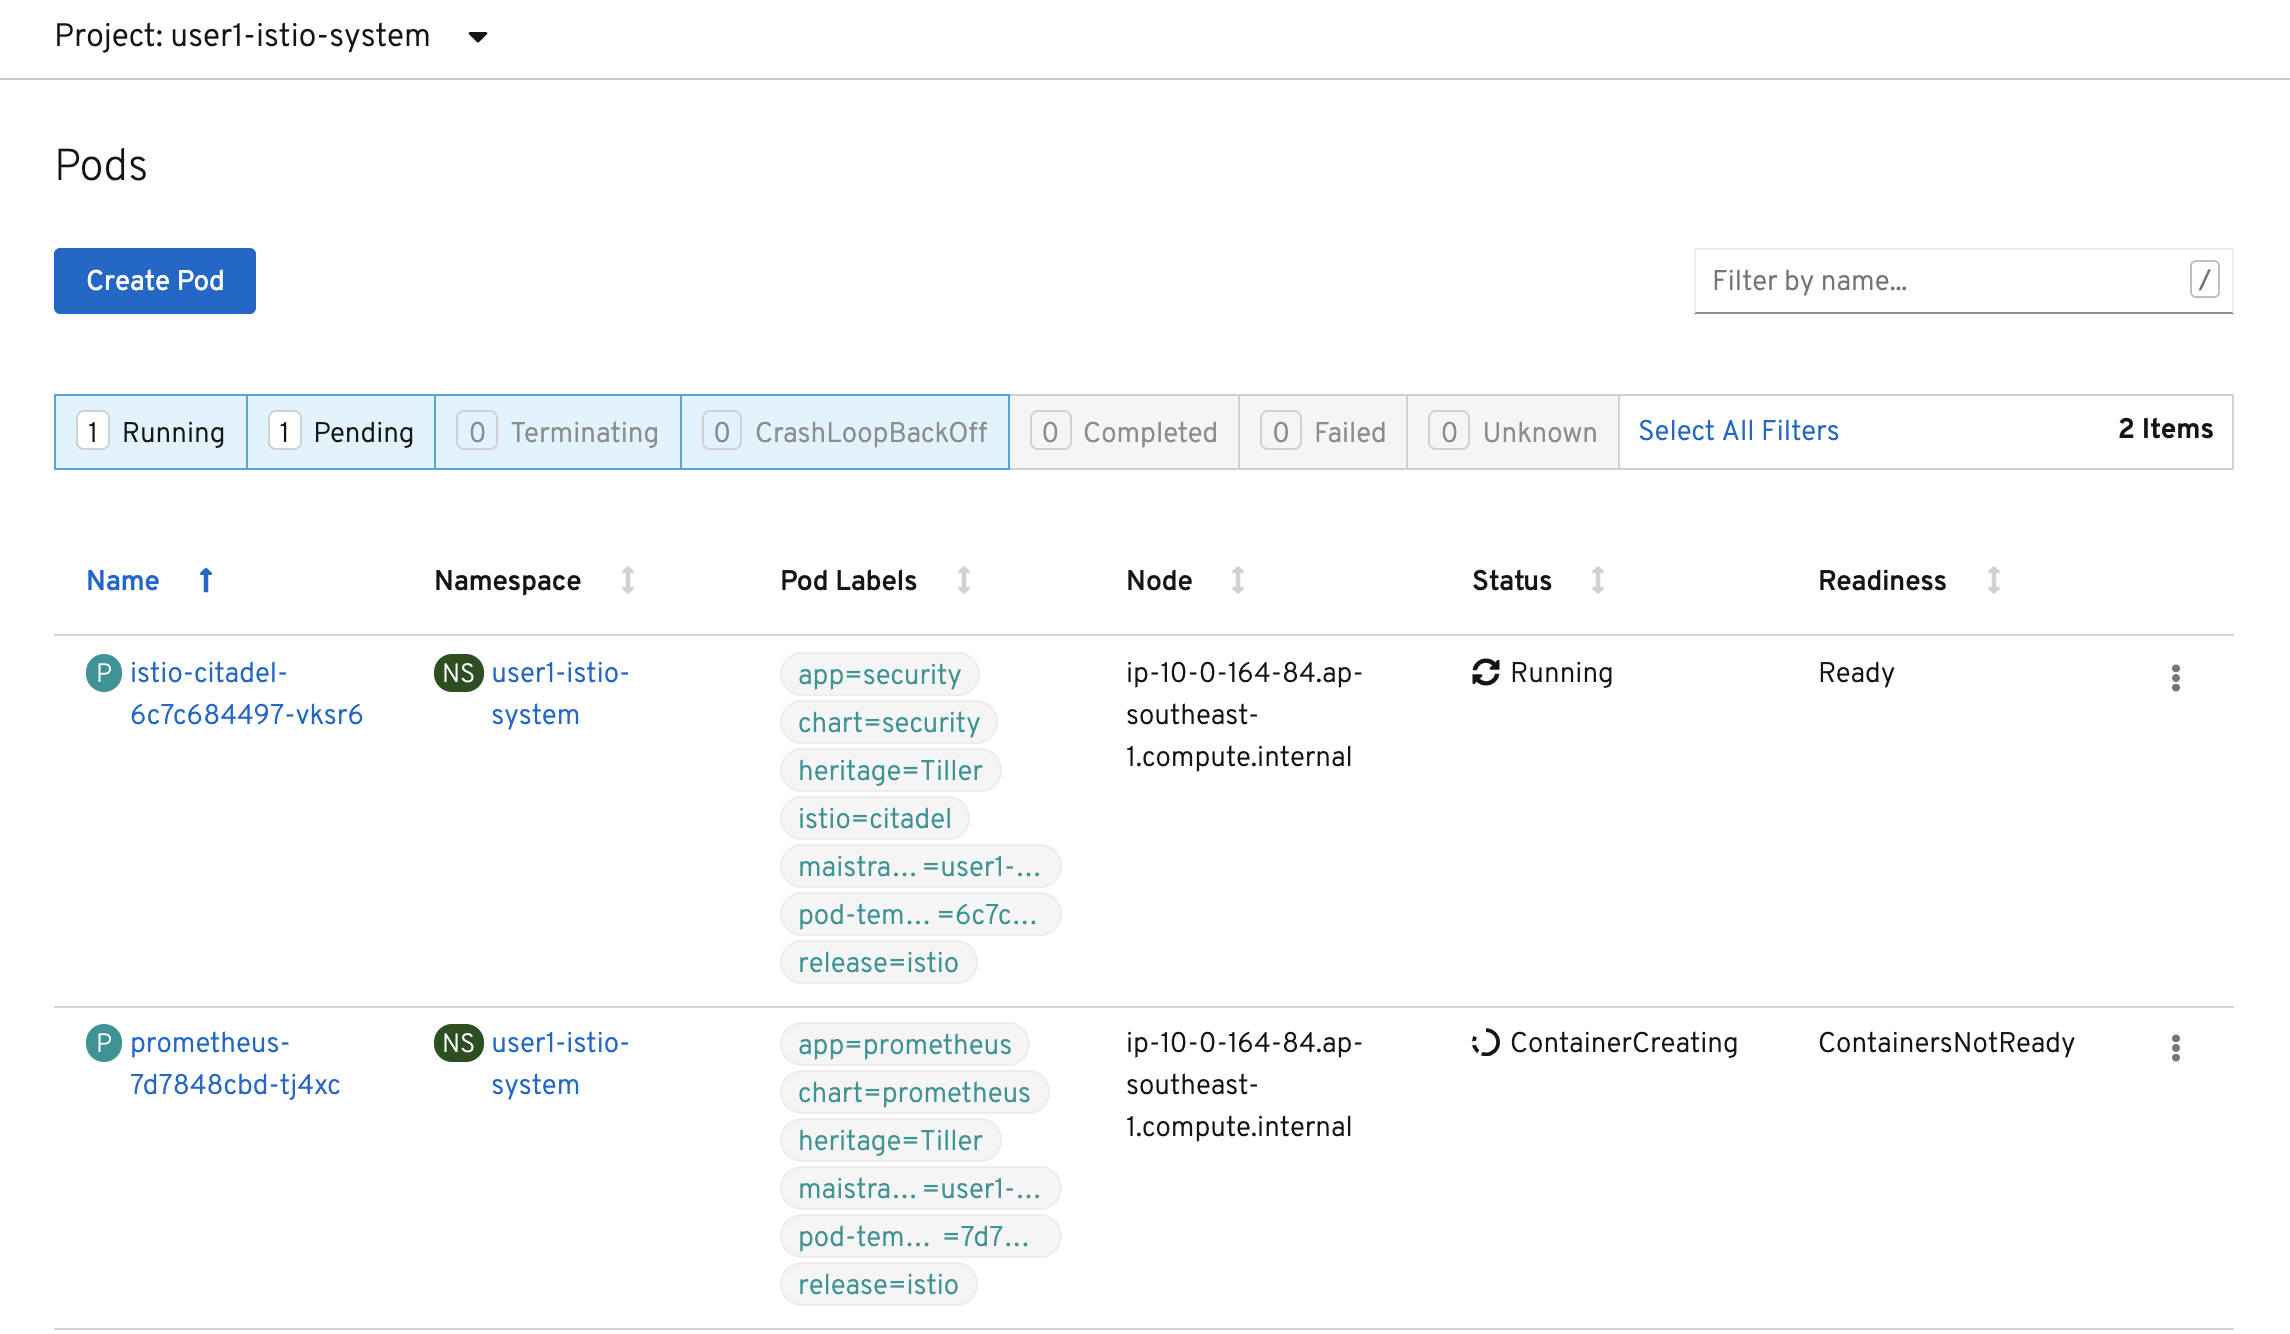 Project: user1-istio-system
Pods
Create Pod
Filter by name...
/
1 Running
1 Pending
0 Terminating
0 CrashLoopBackOff
0 Completed
0 Failed
0 Unknown
Select All Filters
2 Items
Name
Namespace
Pod Labels
Node
Status
Readiness
P istio-citadel-
6c7c684497-vksr6
NS user1-istio-
system
app=security
chart=security
heritage=Tiller
istio=citadel
maistra... =user1-...
pod-tem... =6c7c...
release=istio
ip-10-0-164-84.ap-
southeast-
1.compute.internal
Running
Ready
P prometheus-
7d7848cbd-tj4xc
NS user1-istio-
system
app=prometheus
chart=prometheus
heritage=Tiller
maistra... =user1-...
pod-tem... =7d7...
release=istio
ip-10-0-164-84.ap-
southeast-
1.compute.internal
ContainerCreating
ContainersNotReady